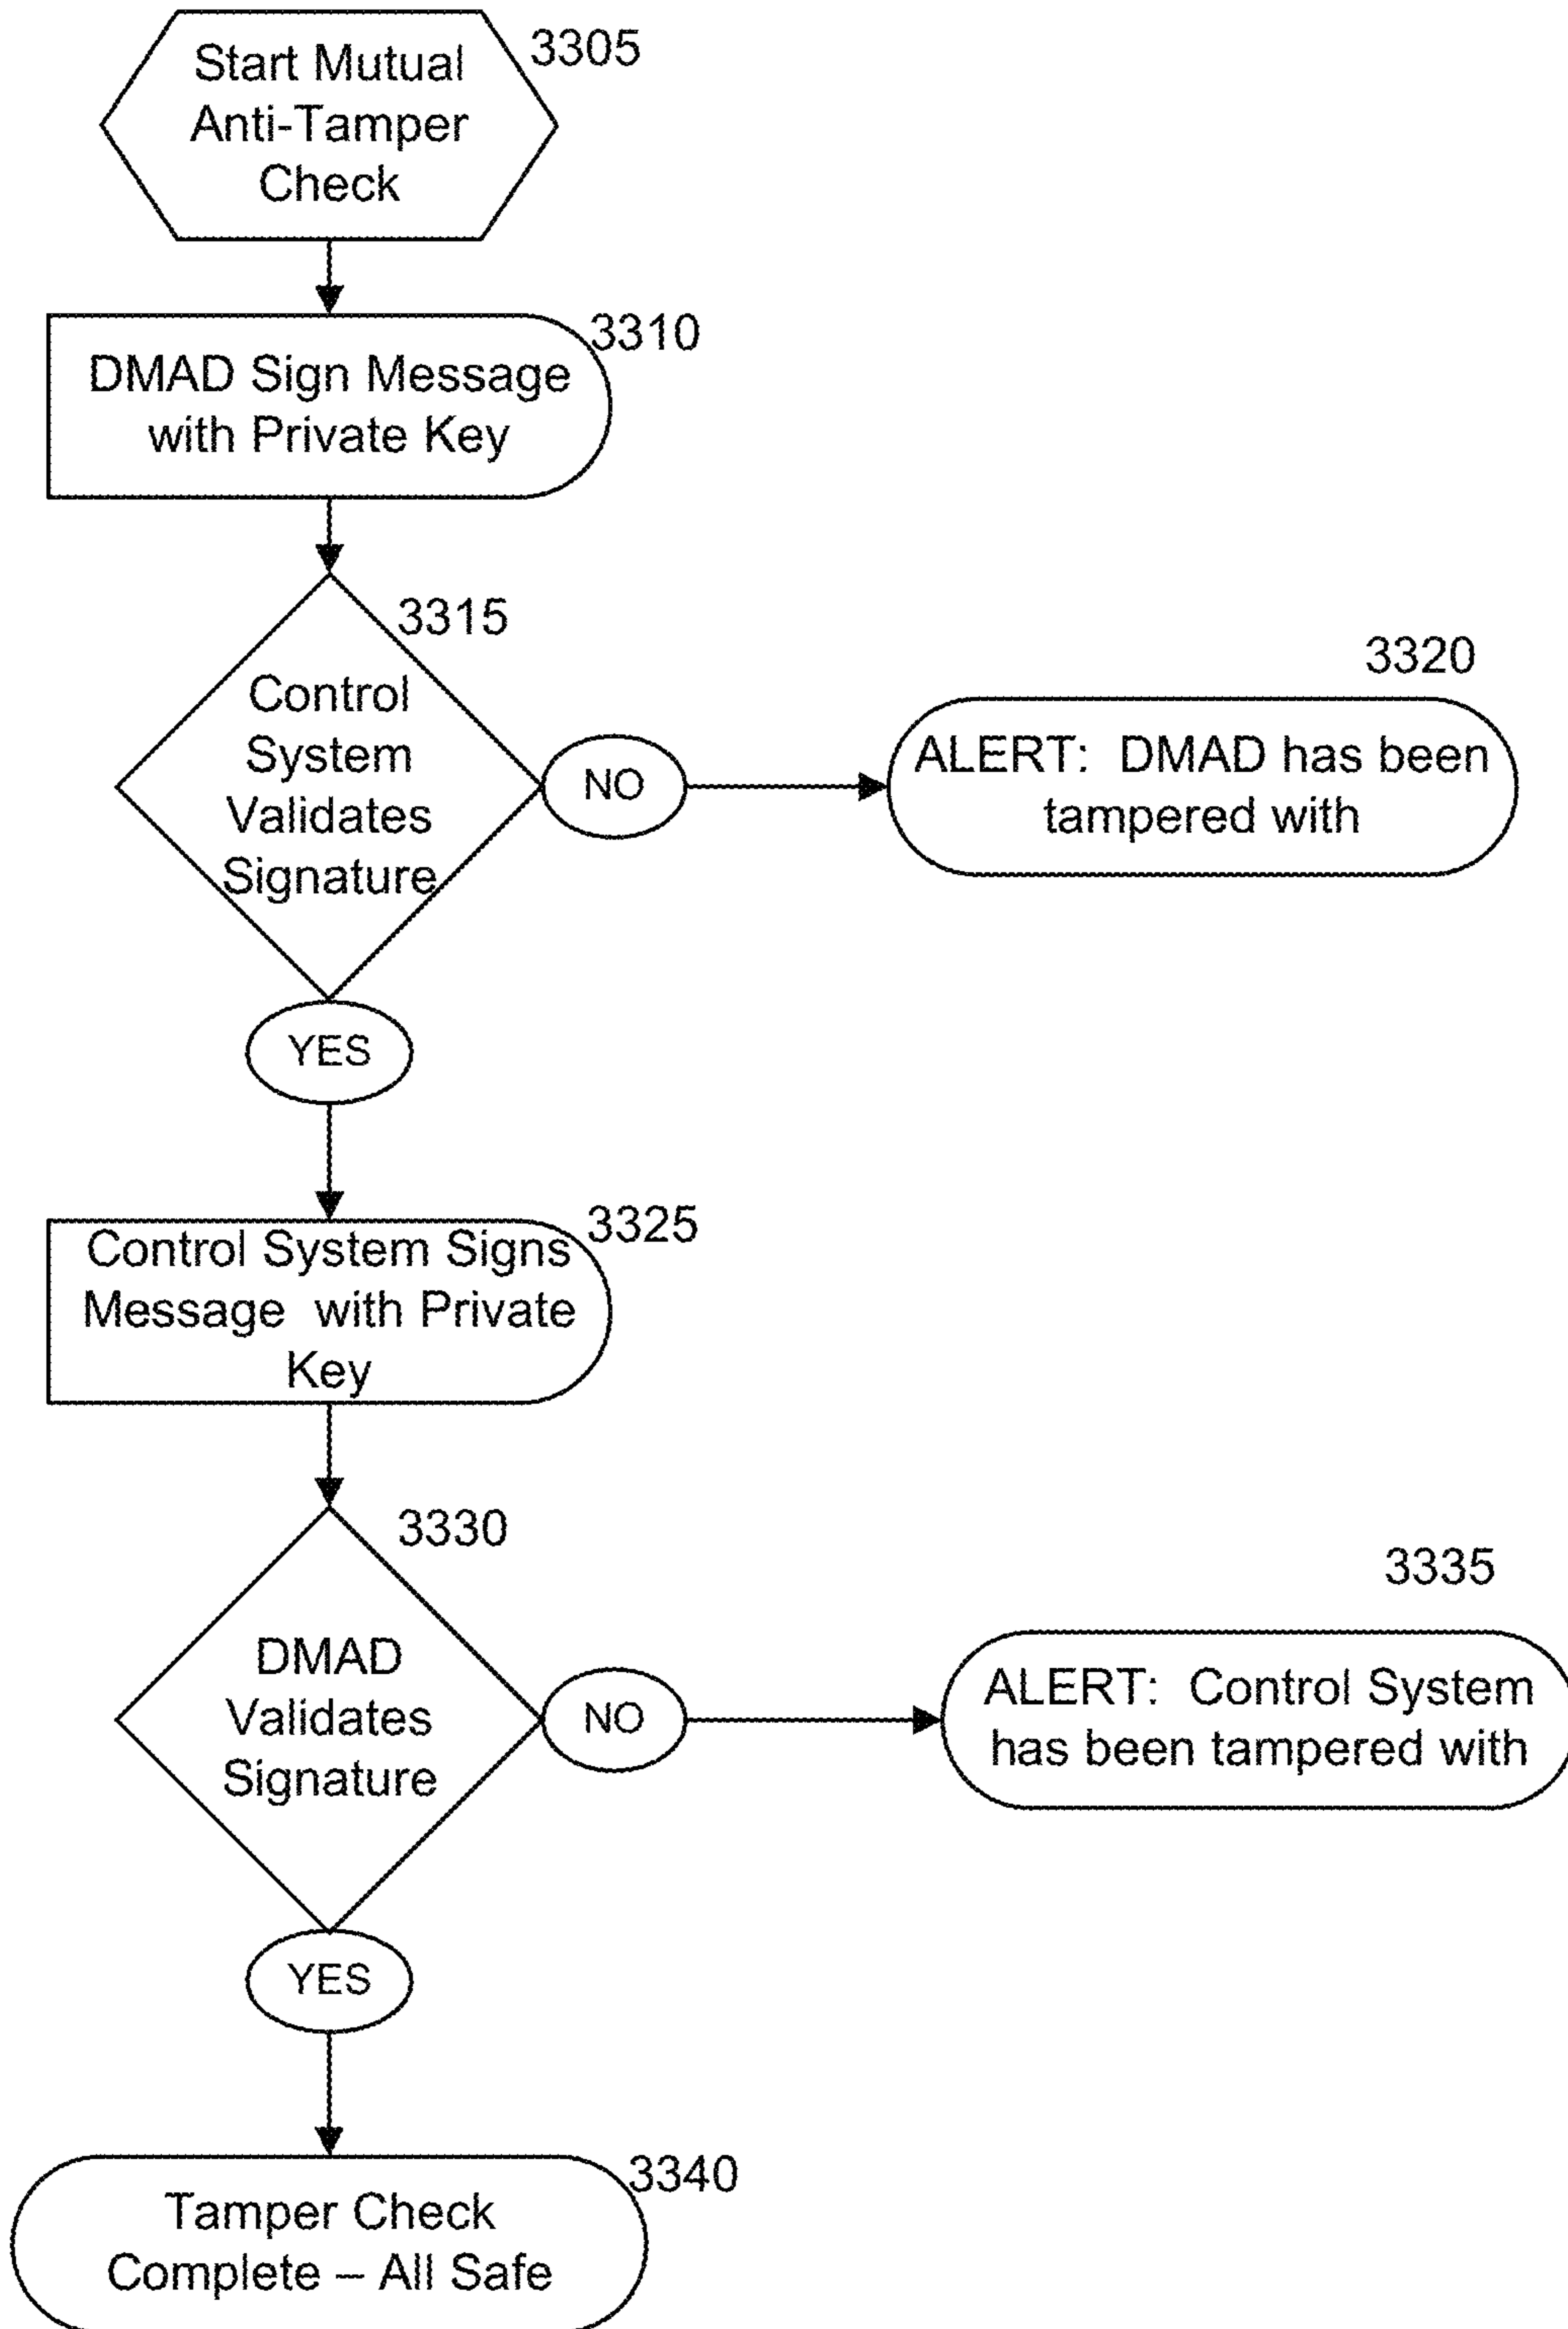 Start Mutual
Anti-Tamper
Check
3305
3310
DMAD Sign Message
with Private Key
3315
Control
System
Validates
Signature
NO
3320
ALERT:  DMAD has been
tampered with
YES
3325
Control System Signs
Message  with Private
Key
3330
DMAD
Validates
Signature
NO
3335
ALERT:  Control System
has been tampered with
YES
3340
Tamper Check
Complete – All Safe